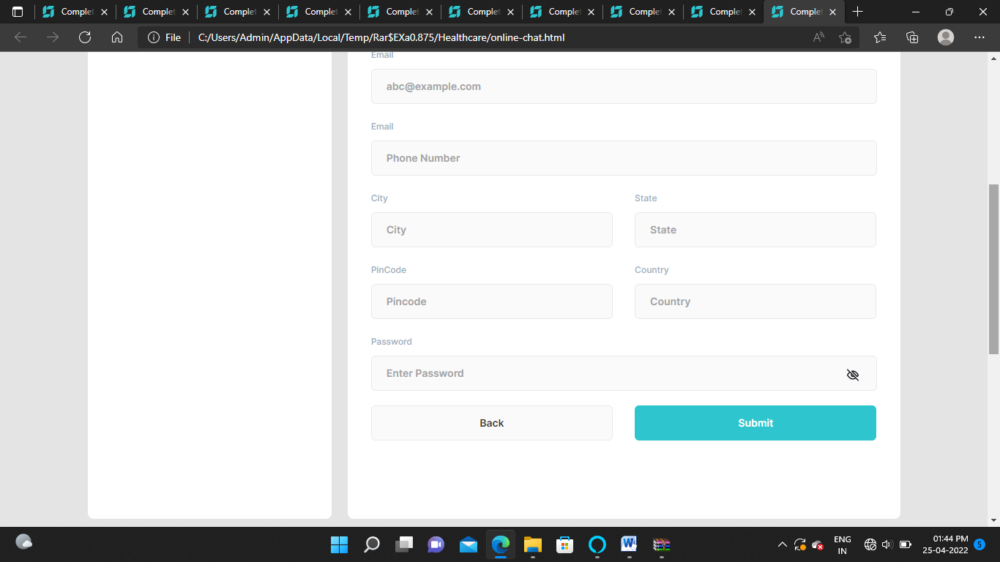 Complet Complet Complet Complet Complet Complet Complet Complet Complet Complet
File C:/Users/Admin/AppData/Local/Temp/Rar$EXa0.875/Healthcare/online-chat.html
Email
abc@example.com
Email
Phone Number
City State
City State
PinCode Country
Pincode Country
Password
Enter Password
Back Submit
ENG 01:44 PM
IN 25-04-2022 5